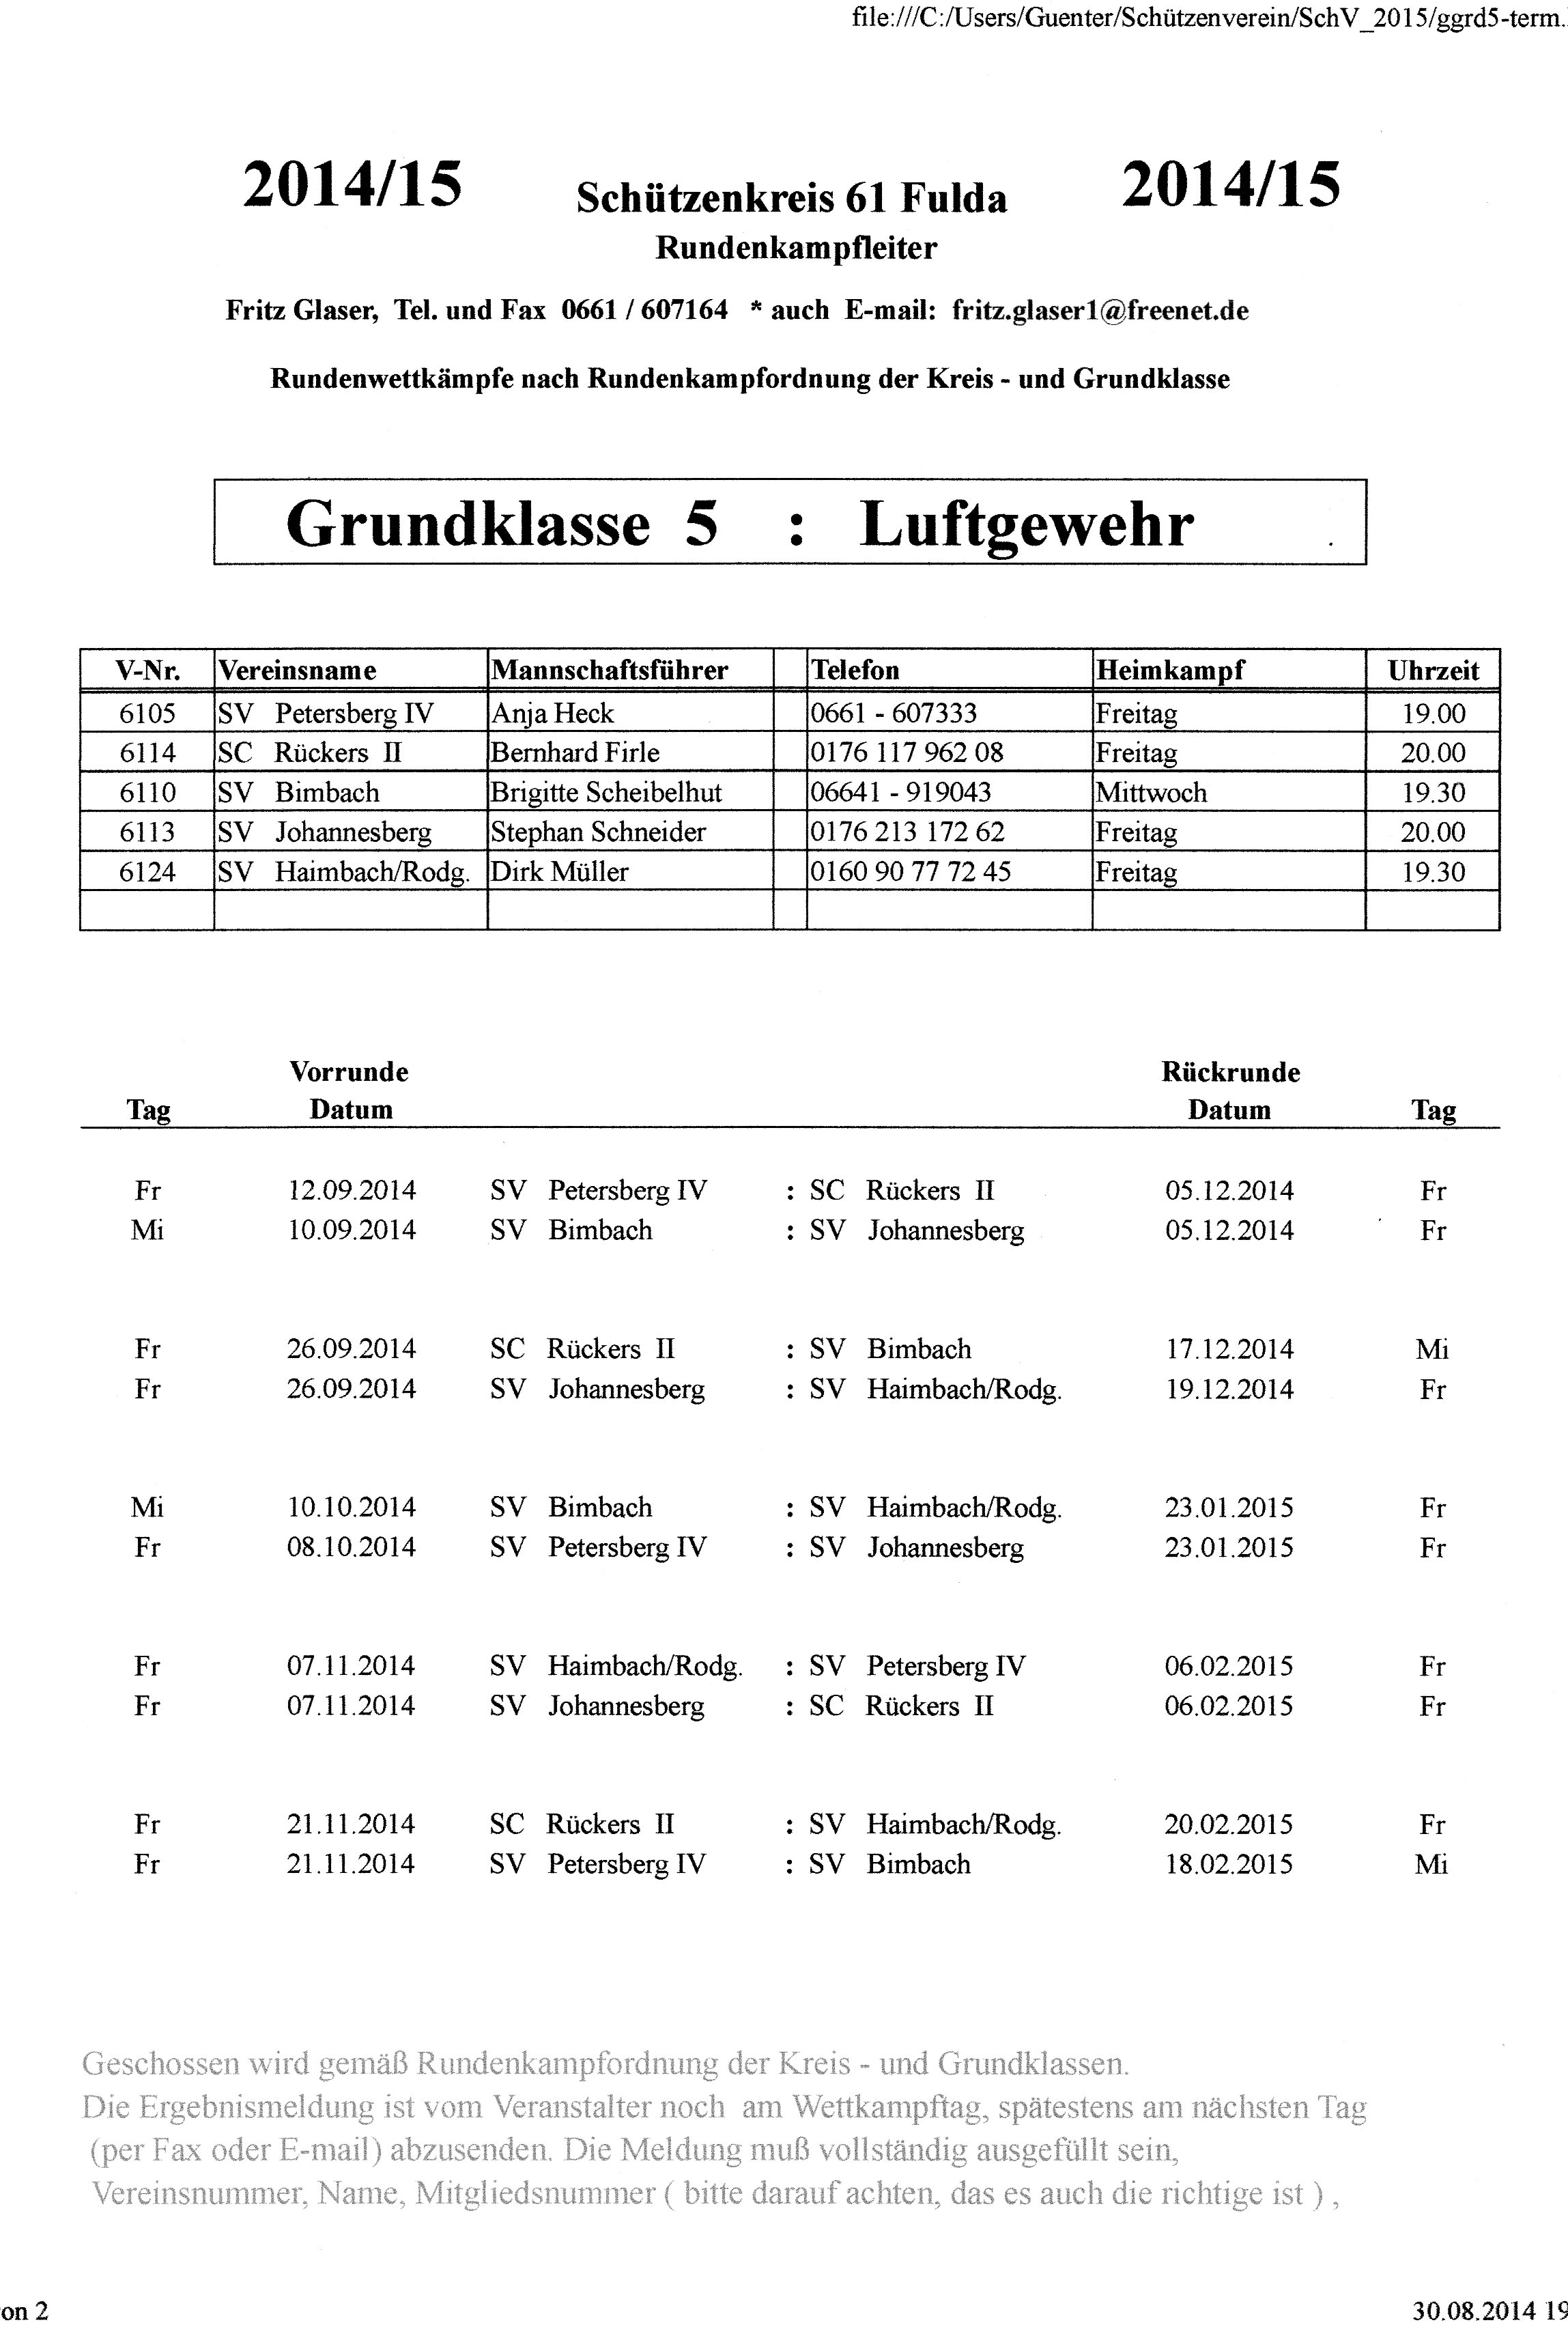 file:///C:/Users/Guenter/Schützenverein/SchV_2015/ggrd5-term.
2014/15 Schützenkreis 61 Fulda 2014/15
Rundenkampfleiter
Fritz Glaser, Tel. und Fax 0661 / 607164 * auch E-mail: fritz.glaser1@freenet.de
Rundenwettkämpfe nach Rundenkampfordnung der Kreis - und Grundklasse
Grundklasse 5 : Luftgewehr
V-Nr. Vereinsname Mannschaftsführer Telefon Heimkampf Uhrzeit
6105 SV Petersberg IV Anja Heck 0661 - 607333 Freitag 19.00
6114 SC Rückers II Bernhard Firle 0176 117 962 08 Freitag 20.00
6110 SV Bimbach Brigitte Scheibelhut 06641 - 919043 Mittwoch 19.30
6113 SV Johannesberg Stephan Schneider 0176 213 172 62 Freitag 20.00
6124 SV Haimbach/Rodg. Dirk Müller 0160 90 77 72 45 Freitag 19.30
Vorrunde Rückrunde
Tag Datum Datum Tag
Fr 12.09.2014 SV Petersberg IV : SC Rückers II 05.12.2014 Fr
Mi 10.09.2014 SV Bimbach : SV Johannesberg 05.12.2014 Fr
Fr 26.09.2014 SC Rückers II : SV Bimbach 17.12.2014 Mi
Fr 26.09.2014 SV Johannesberg : SV Haimbach/Rodg. 19.12.2014 Fr
Mi 10.10.2014 SV Bimbach : SV Haimbach/Rodg. 23.01.2015 Fr
Fr 08.10.2014 SV Petersberg IV : SV Johannesberg 23.01.2015 Fr
Fr 07.11.2014 SV Haimbach/Rodg. : SV Petersberg IV 06.02.2015 Fr
Fr 07.11.2014 SV Johannesberg : SC Rückers II 06.02.2015 Fr
Fr 21.11.2014 SC Rückers II : SV Haimbach/Rodg. 20.02.2015 Fr
Fr 21.11.2014 SV Petersberg IV : SV Bimbach 18.02.2015 Mi
Geschossen wird gemäß Rundenkampfordnung der Kreis - und Grundklassen.
Die Ergebnismeldung ist vom Veranstalter noch am Wettkampftag, spätestens am nächsten Tag
(per Fax oder E-mail) abzusenden. Die Meldung muß vollständig ausgefüllt sein,
Vereinsnummer, Name, Mitgliedsnummer ( bitte darauf achten, das es auch die richtige ist ) ,
on 2 30.08.2014 19